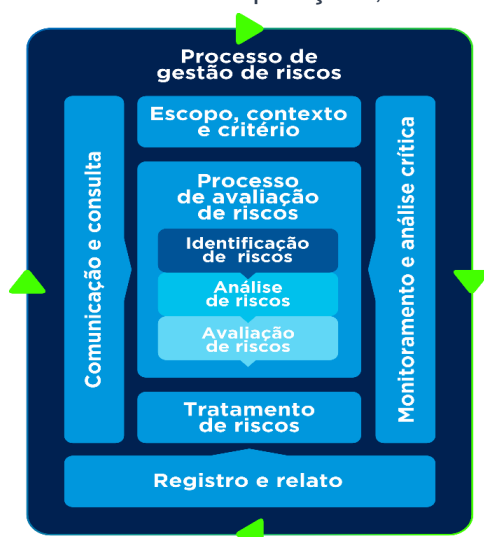 Processo de
gestão de riscos
Escopo, contexto
e critério
Comunicação e consulta
Processo
de avaliação
de riscos
Identificação
de riscos
Análise
de riscos
Avaliação
de riscos
Monitoramento e análise crítica
Tratamento
de riscos
Registro e relato